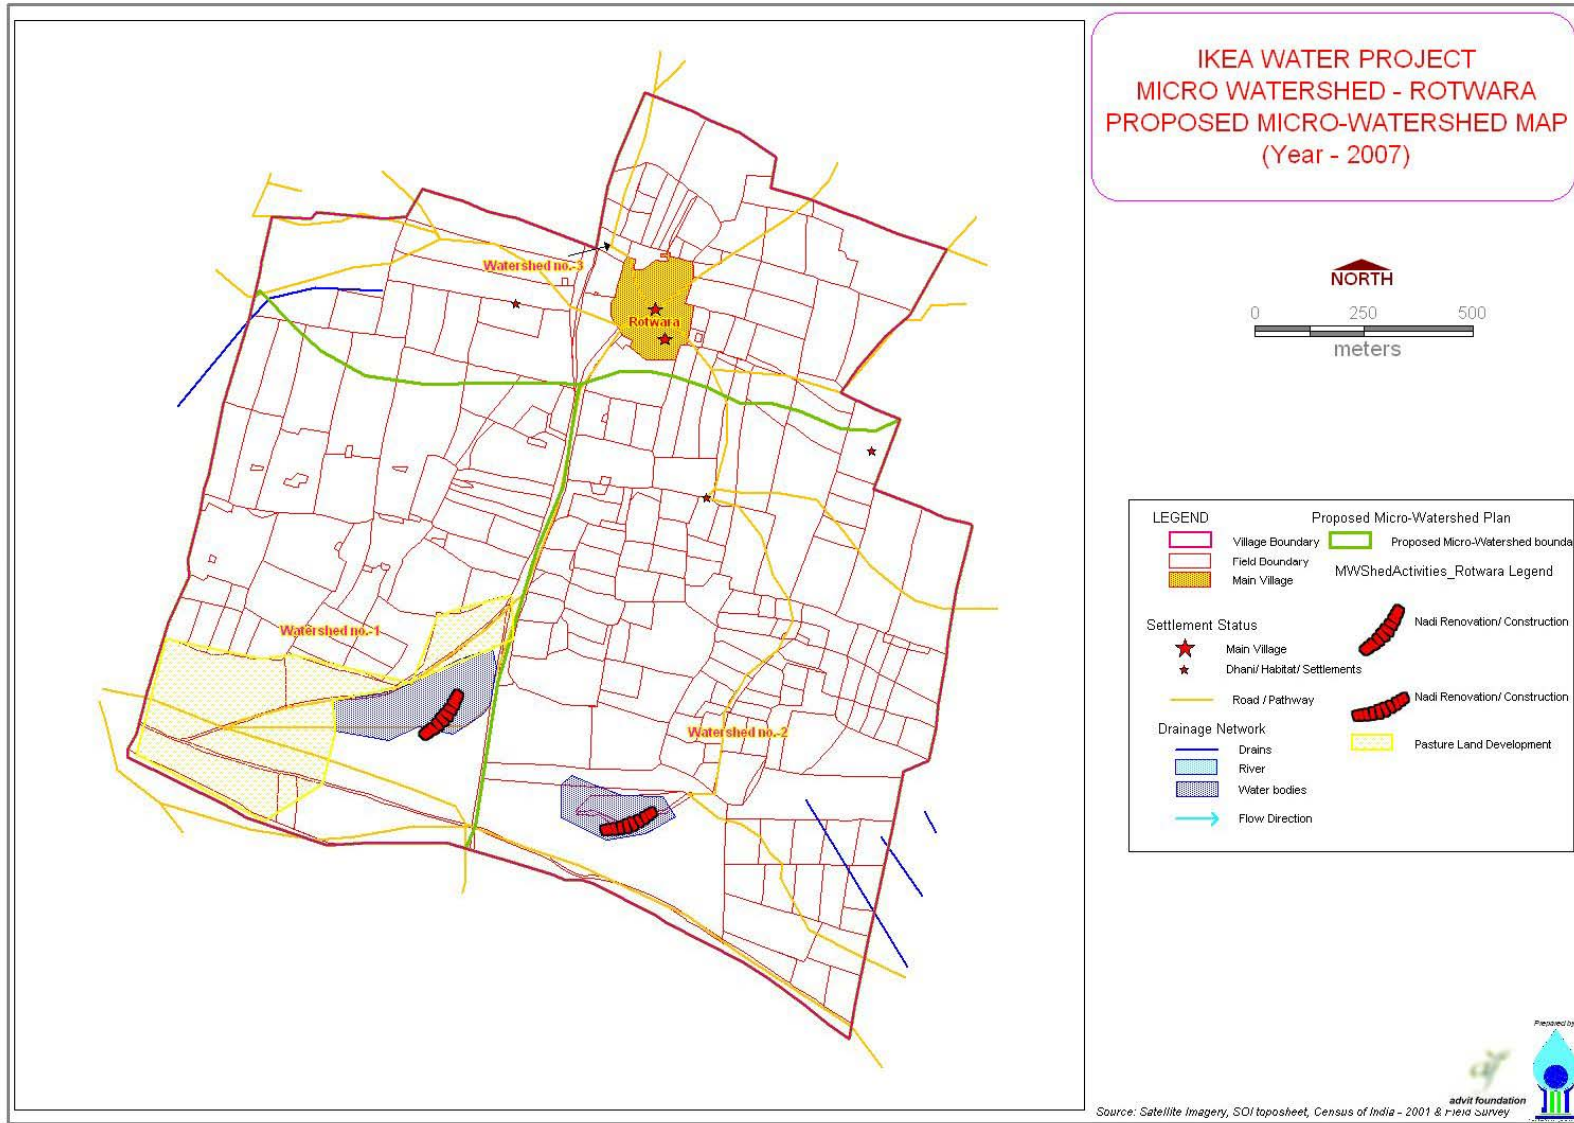 IKEA WATER PROJECT
MICRO WATERSHED - ROTWARA
PROPOSED MICRO-WATERSHED MAP
(Year - 2007)
NORTH
0 250 500
meters
Watershed no.-3
Rotwara
Watershed no.-1
Watershed no.-2
LEGEND
Village Boundary
Field Boundary
Main Village
Settlement Status
Main Village
Dhani/ Habitat/ Settlements
Road / Pathway
Drainage Network
Drains
River
Water bodies
Flow Direction
Proposed Micro-Watershed Plan
Proposed Micro-Watershed bounda
MWShedActivities_Rotwara Legend
Nadi Renovation/ Construction
Nadi Renovation/ Construction
Pasture Land Development
Prepared by
advit foundation
Source: Satellite Imagery, SOI toposheet, Census of India - 2001 & Field Survey